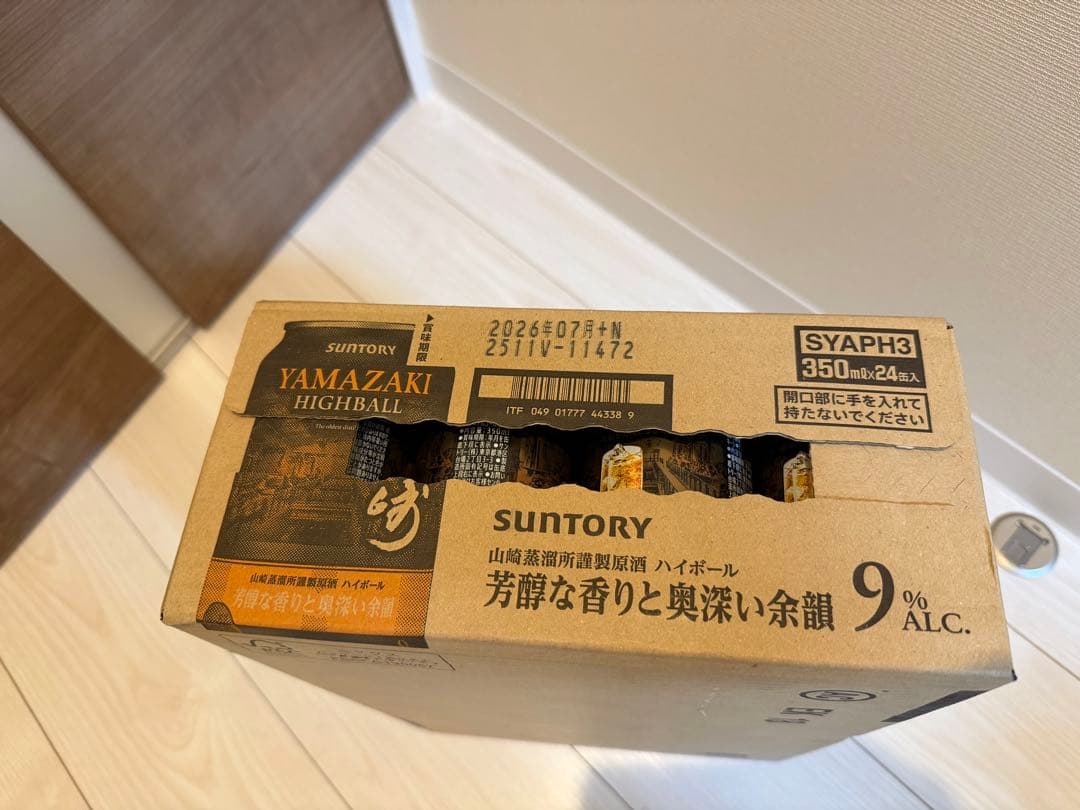 SUNTORY
YAMAZAKI
HIGHBALL
▶賞味期限
2026年07月+N
2511V-11472
ITF 049 01777 44338 9
SYAPH3
350ml×24缶入
開口部に手を入れて
持たないでください
SUNTORY
山崎蒸溜所謹製原酒 ハイボール
芳醇な香りと奥深い余韻
9% ALC.
山崎蒸溜所謹製原酒 ハイボール
芳醇な香りと奥深い余韻